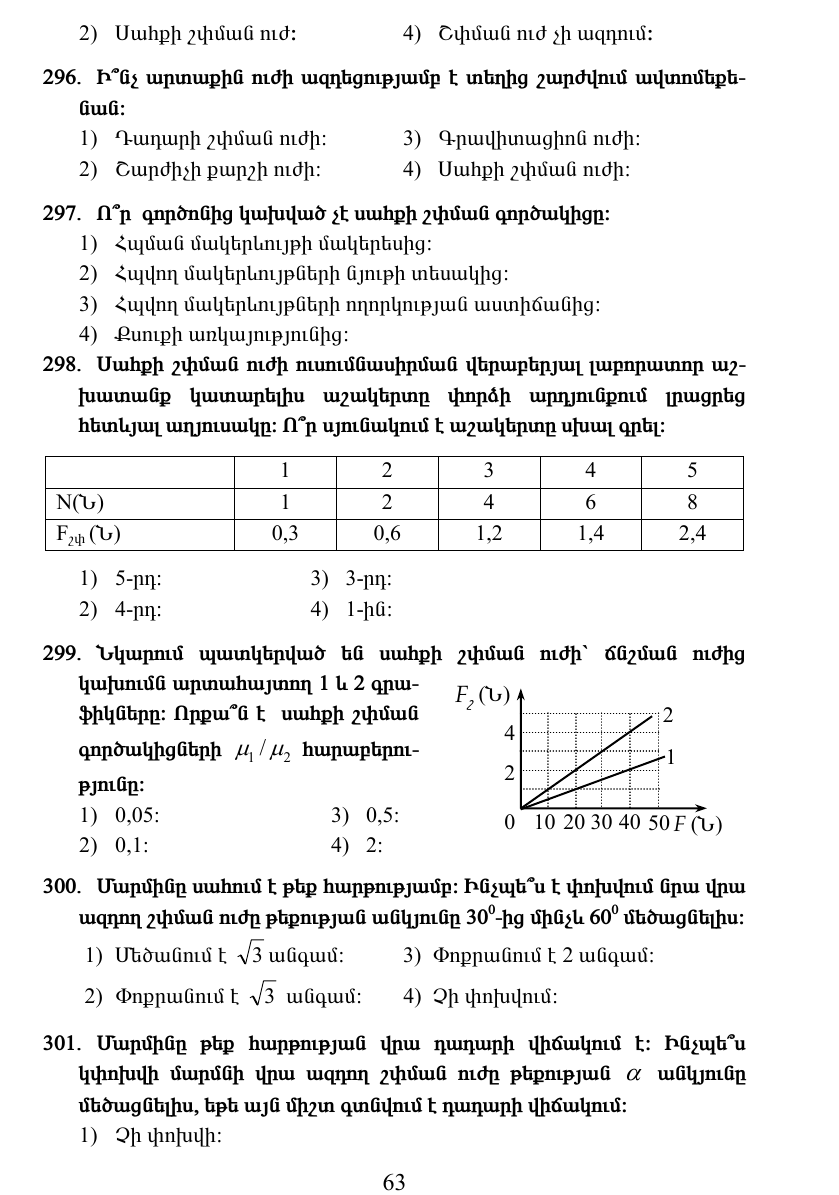 2) Սահքի շփման ուժ: 4) Շփման ուժ չի ազդում:
296. Ի՞նչ արտաքին ուժի ազդեցությամբ է տեղից շարժվում ավտոմեքե-
նան:
1) Դադարի շփման ուժի: 3) Գրավիտացիոն ուժի:
2) Շարժիչի քարշի ուժի: 4) Սահքի շփման ուժի:
297. Ո՞ր գործոնից կախված չէ սահքի շփման գործակիցը:
1) Հպման մակերևույթի մակերեսից:
2) Հպվող մակերևույթների նյութի տեսակից:
3) Հպվող մակերևույթների ողորկության աստիճանից:
4) Քսուքի առկայությունից:
298. Սահքի շփման ուժի ուսումնասիրման վերաբերյալ լաբորատոր աշ-
խատանք կատարելիս աշակերտը փորձի արդյունքում լրացրեց
հետևյալ աղյուսակը: Ո՞ր սյունակում է աշակերտը սխալ գրել:
1 2 3 4 5
N(Ն) 1 2 4 6 8
Fշփ (Ն) 0,3 0,6 1,2 1,4 2,4
1) 5-րդ: 3) 3-րդ:
2) 4-րդ: 4) 1-ին:
299. Նկարում պատկերված են սահքի շփման ուժի՝ ճնշման ուժից
կախումն արտահայտող 1 և 2 գրա-
ֆիկները: Որքա՞ն է սահքի շփման
գործակիցների μ₁ / μ₂ հարաբերու-
թյունը:
1) 0,05: 3) 0,5:
2) 0,1: 4) 2:
F₂ (Ն)
2
4
1
2
0 10 20 30 40 50 F (Ն)
300. Մարմինը սահում է թեք հարթությամբ: Ինչպե՞ս է փոխվում նրա վրա
ազդող շփման ուժը թեքության անկյունը 30⁰-ից մինչև 60⁰ մեծացնելիս:
1) Մեծանում է √3 անգամ: 3) Փոքրանում է 2 անգամ:
2) Փոքրանում է √3 անգամ: 4) Չի փոխվում:
301. Մարմինը թեք հարթության վրա դադարի վիճակում է: Ինչպե՞ս
կփոխվի մարմնի վրա ազդող շփման ուժը թեքության α անկյունը
մեծացնելիս, եթե այն միշտ գտնվում է դադարի վիճակում:
1) Չի փոխվի:
63